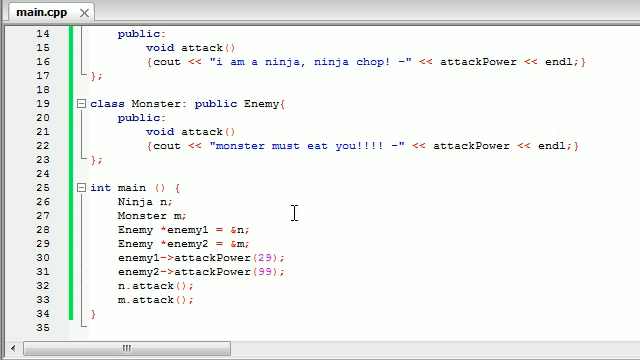 main.cpp
14 public:
15 void attack()
16 {cout << "i am a ninja, ninja chop! -" << attackPower << endl;}
17 };
18
19 class Monster: public Enemy{
20 public:
21 void attack()
22 {cout << "monster must eat you!!!! -" << attackPower << endl;}
23 };
24
25 int main () {
26 Ninja n;
27 Monster m;
28 Enemy *enemy1 = &n;
29 Enemy *enemy2 = &m;
30 enemy1->attackPower(29);
31 enemy2->attackPower(99);
32 n.attack();
33 m.attack();
34 }
35